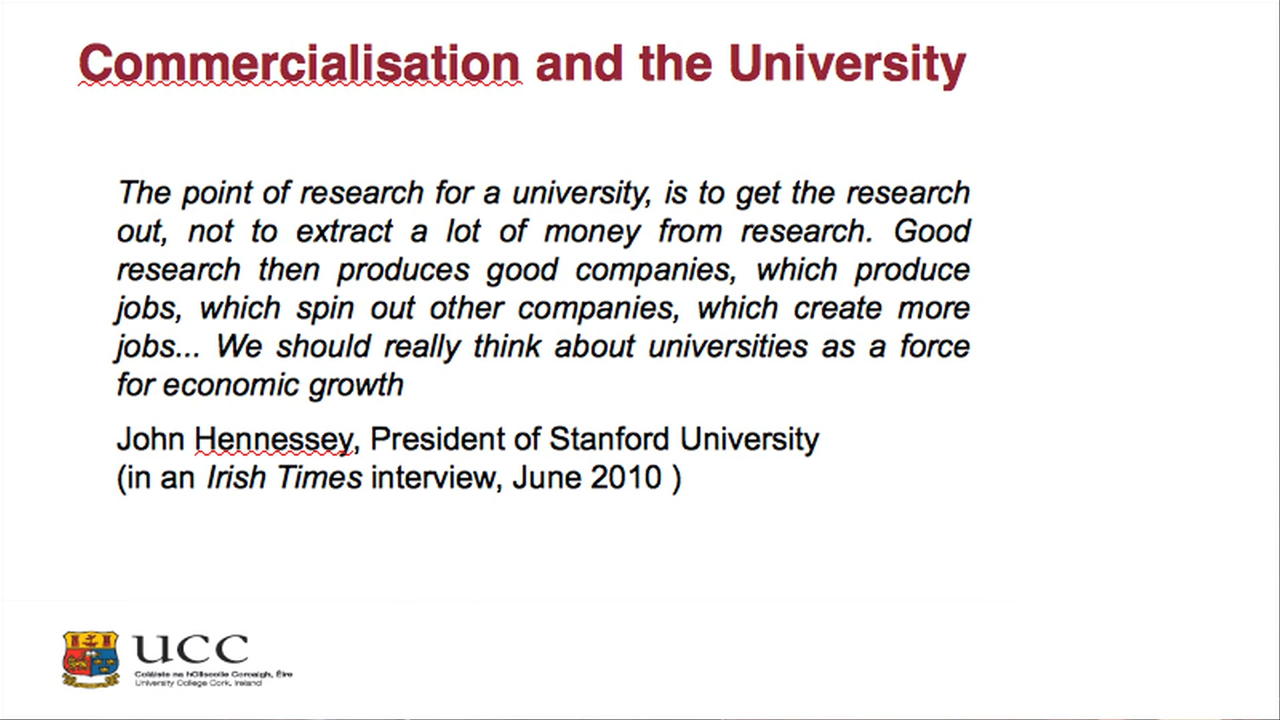 Commercialisation and the University
The point of research for a university, is to get the research
out, not to extract a lot of money from research. Good
research then produces good companies, which produce
jobs, which spin out other companies, which create more
jobs... We should really think about universities as a force
for economic growth
John Hennessey, President of Stanford University
(in an Irish Times interview, June 2010 )
UCC
Coláiste na hOllscoile Corcaigh, Éire
University College Cork, Ireland